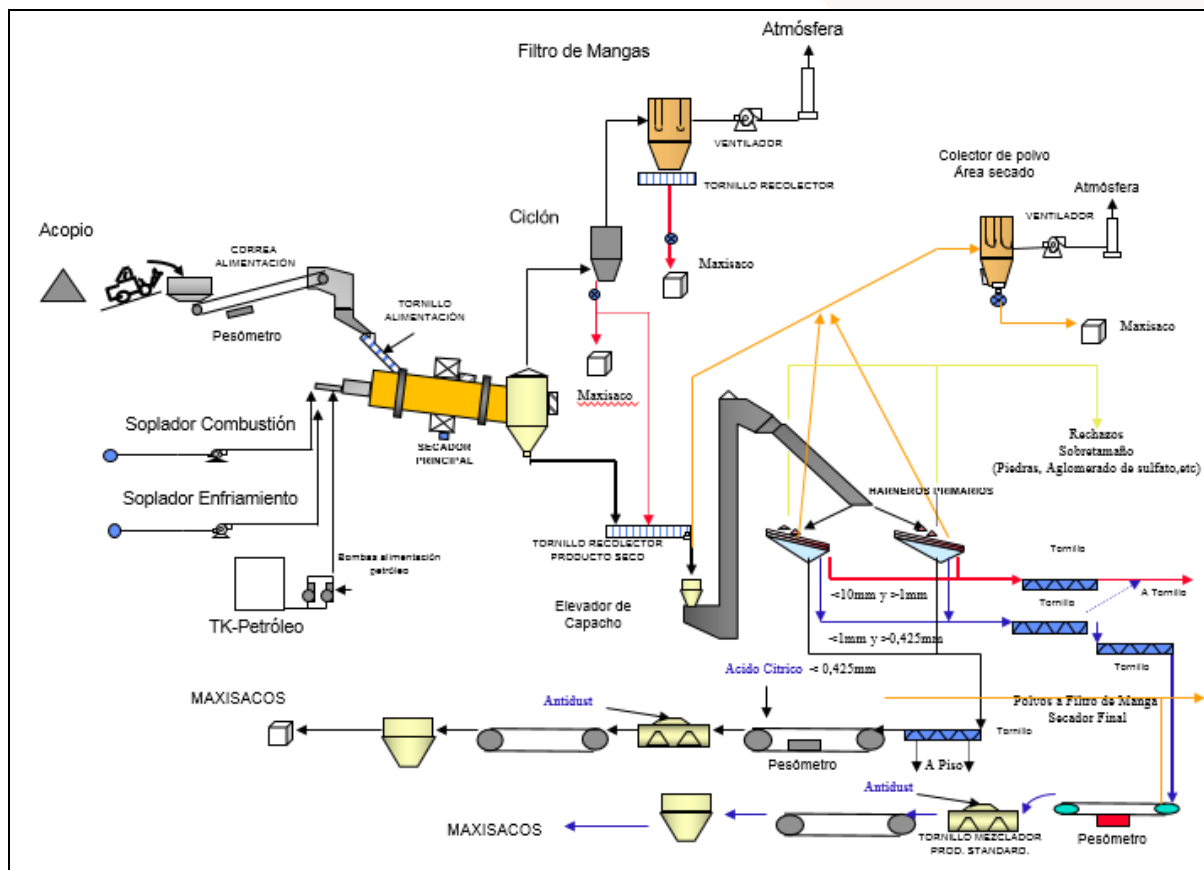 Atmósfera
Filtro de Mangas
VENTILADOR
TORNILLO RECOLECTOR
Maxisaco
Colector de polvo
Área secado
Atmósfera
VENTILADOR
Maxisaco
Ciclón
Maxisaco
Acopio
CORREA
ALIMENTACIÓN
Pesómetro
TORNILLO
ALIMENTACIÓN
Soplador Combustión
SECADOR
PRINCIPAL
Soplador Enfriamiento
Bombas alimentación
petróleo
TK-Petróleo
TORNILLO RECOLECTOR
PRODUCTO SECO
Elevador de
Capacho
Rechazos
Sobretamaño
(Piedras, Aglomerado de sulfato,etc)
HARNEROS PRIMARIOS
Tornillo
-<10mm y >1mm
Tornillo
A Tornillo
-<1mm y >0,425mm
Tornillo
Acido Cítrico
-< 0,425mm
MAXISACOS
Antidust
Polvos a Filtro de Manga
Secador Final
Tornillo
Pesómetro
A Piso
Antidust
MAXISACOS
TORNILLO MEZCLADOR
PROD. STANDARD.
Pesómetro